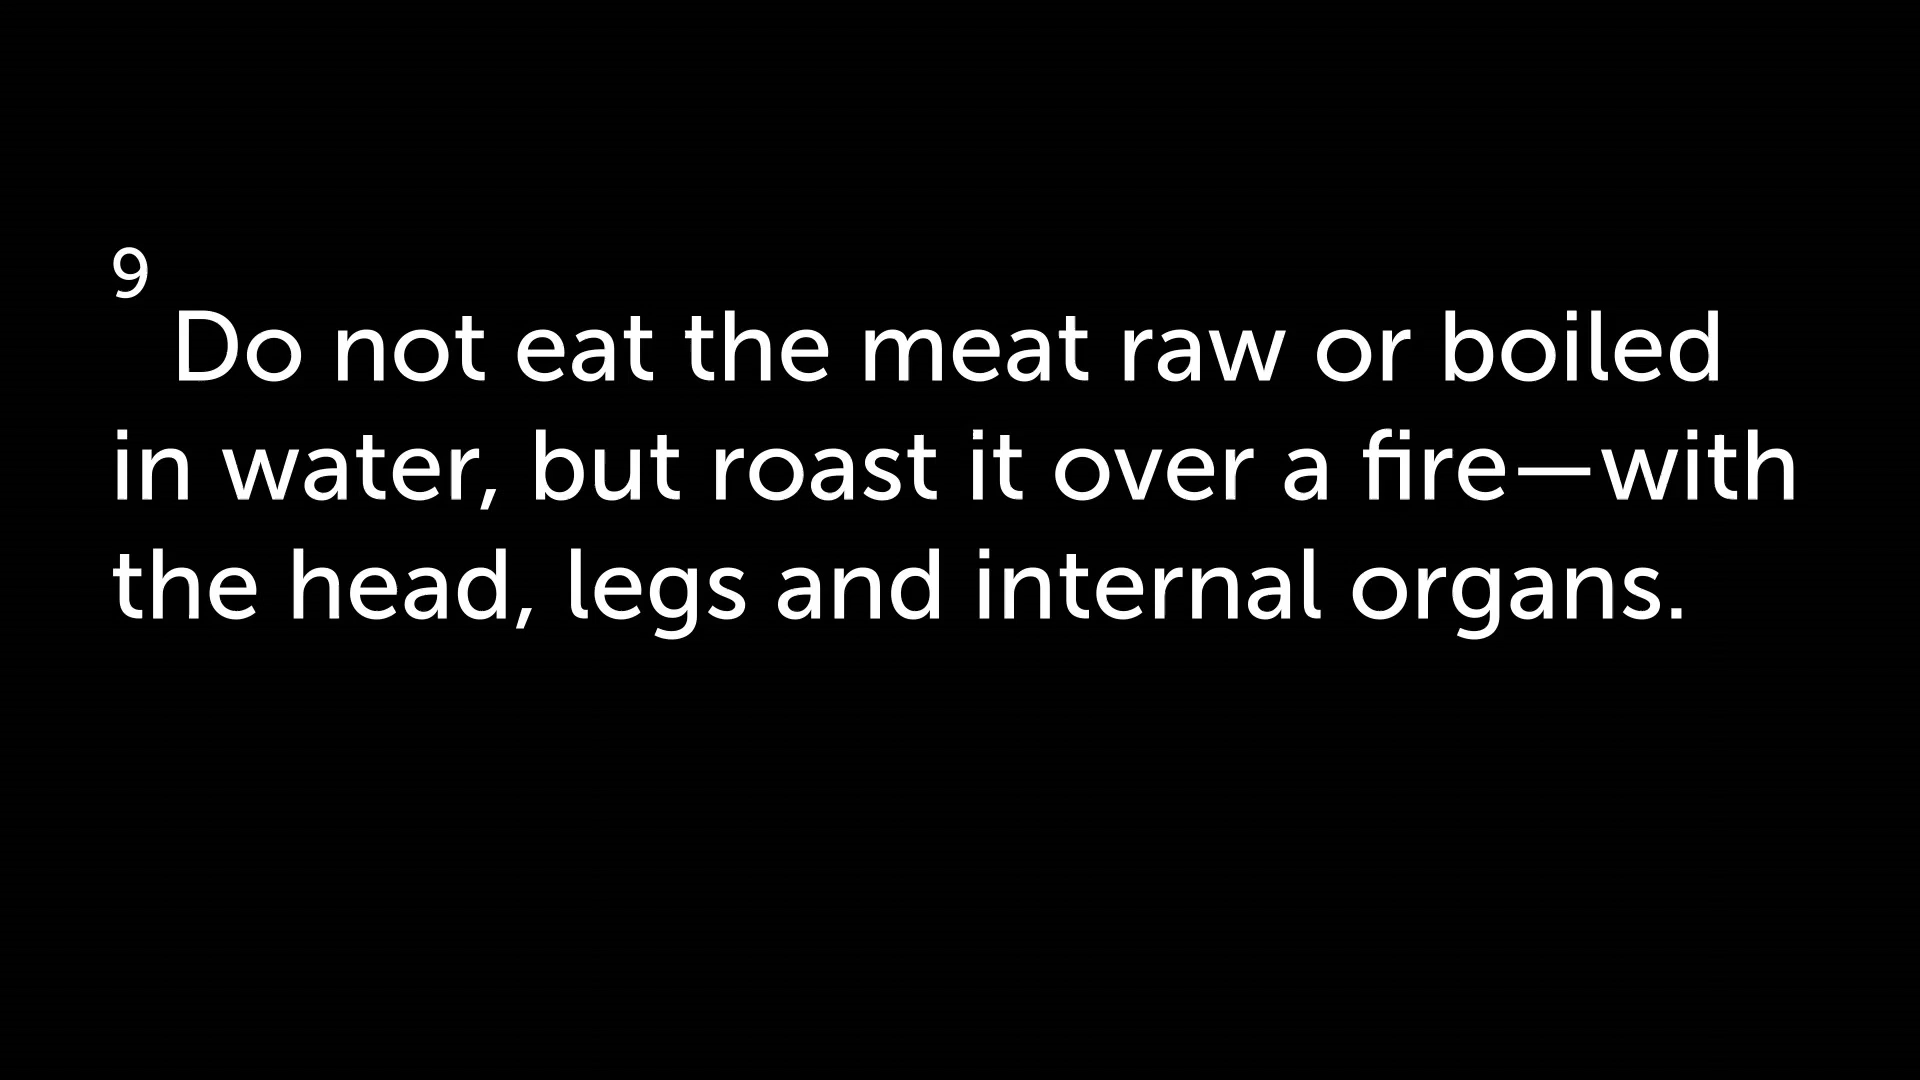 9
Do not eat the meat raw or boiled
in water, but roast it over a fire—with
the head, legs and internal organs.